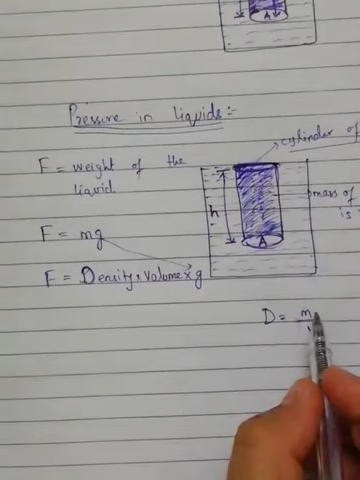 A
Pressure in liquids:-
cylinder of
F = weight of the
liquid.
h
mass of
is
A
F = mg
F = Density × Volume × g
D = m